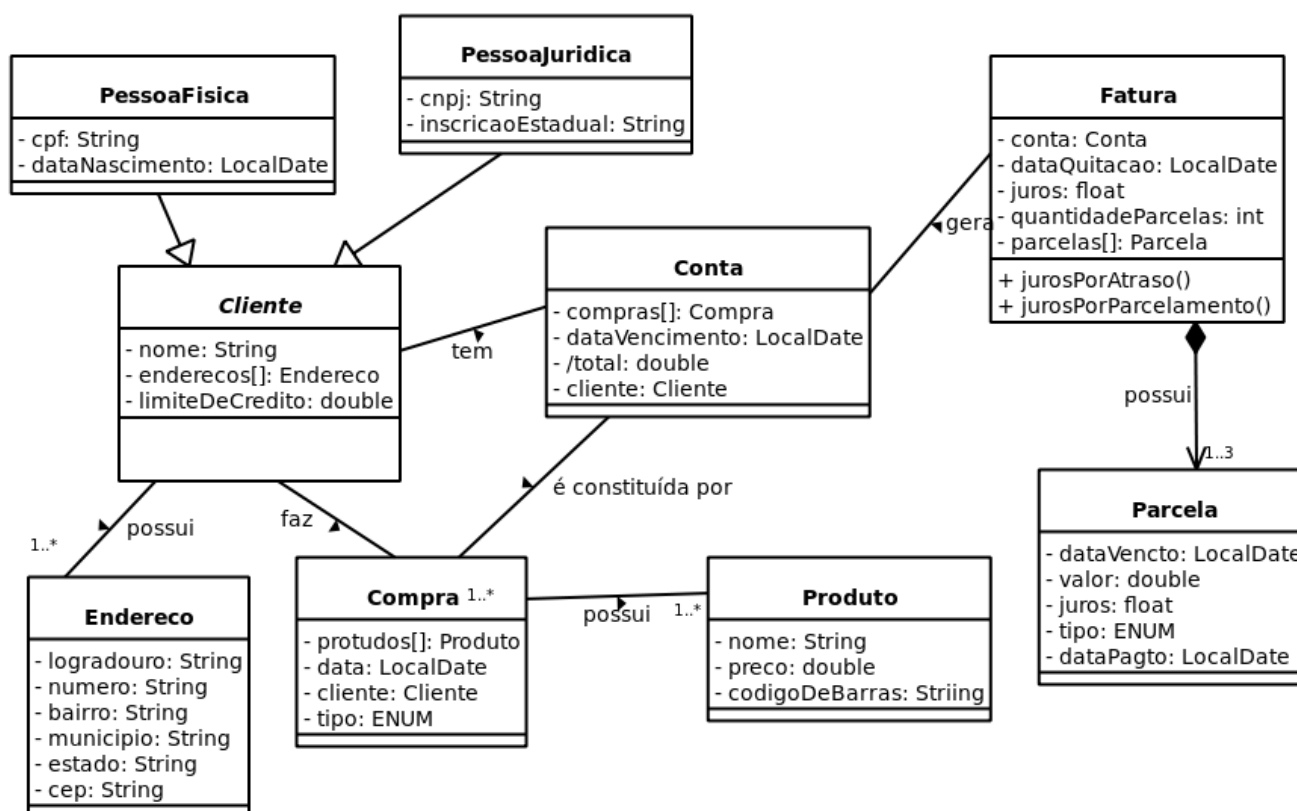 PessoaFisica
- cpf: String
- dataNascimento: LocalDate
PessoaJuridica
- cnpj: String
- inscricaoEstadual: String
Fatura
- conta: Conta
- dataQuitacao: LocalDate
- juros: float
- quantidadeParcelas: int
- parcelas[]: Parcela
+ jurosPorAtraso()
+ jurosPorParcelamento()
gera
Cliente
- nome: String
- enderecos[]: Endereco
- limiteDeCredito: double
tem
Conta
- compras[]: Compra
- dataVencimento: LocalDate
- /total: double
- cliente: Cliente
possui
1..3
possui
1..*
faz
é constituída por
Endereco
- logradouro: String
- numero: String
- bairro: String
- municipio: String
- estado: String
- cep: String
Compra
1..*
- protudos[]: Produto
- data: LocalDate
- cliente: Cliente
- tipo: ENUM
possui
1..*
Produto
- nome: String
- preco: double
- codigoDeBarras: Striing
Parcela
- dataVencto: LocalDate
- valor: double
- juros: float
- tipo: ENUM
- dataPagto: LocalDate